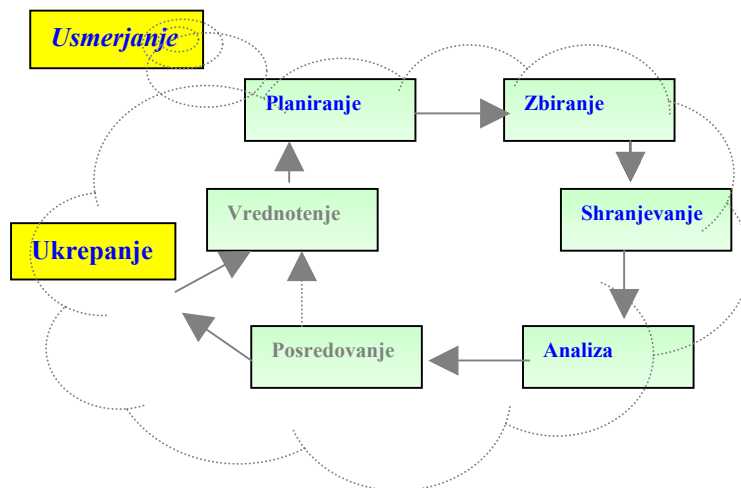 Usmerjanje
Planiranje
Zbiranje
Vrednotenje
Shranjevanje
Ukrepanje
Posredovanje
Analiza